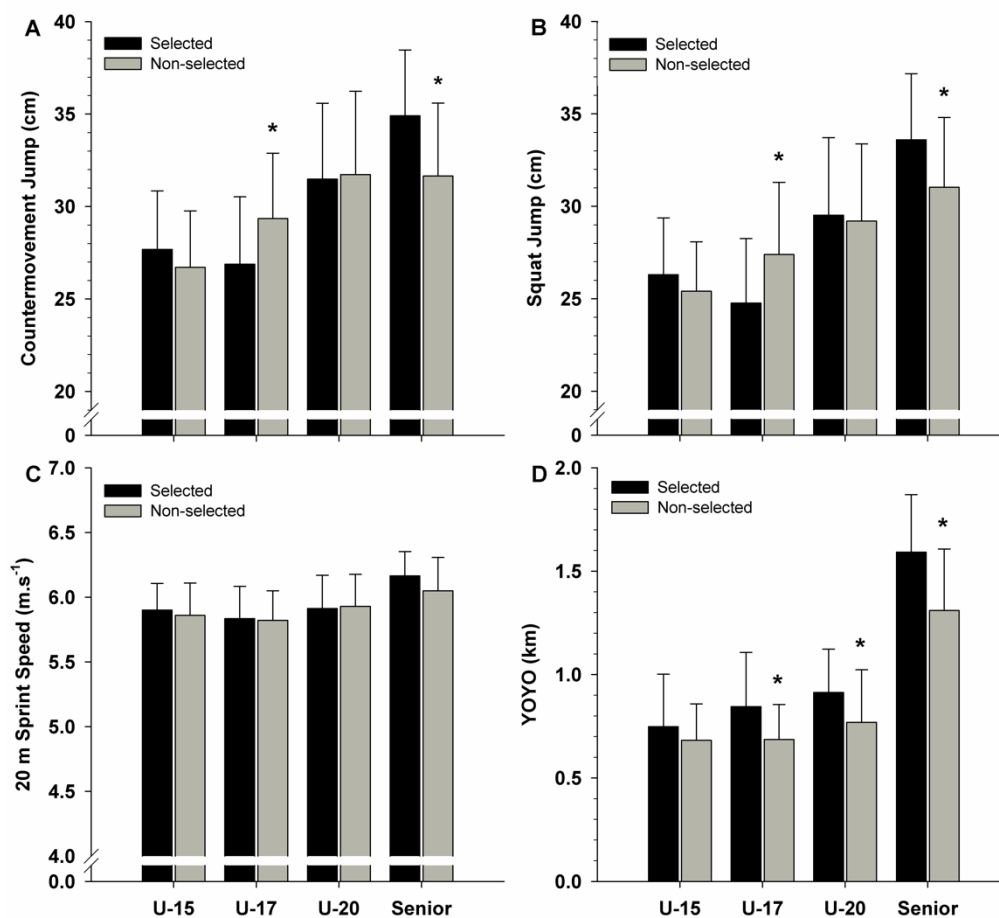 A
Selected
Non-selected
Countermovement Jump (cm)
40
35
30
25
20
0
*
*
B
Selected
Non-selected
Squat Jump (cm)
40
35
30
25
20
0
*
*
C
Selected
Non-selected
20 m Sprint Speed (m.s⁻¹)
7.0
6.5
6.0
5.5
5.0
4.5
4.0
0.0
U-15 U-17 U-20 Senior
D
Selected
Non-selected
YOYO (km)
2.0
1.5
1.0
0.5
0.0
*
*
*
U-15 U-17 U-20 Senior